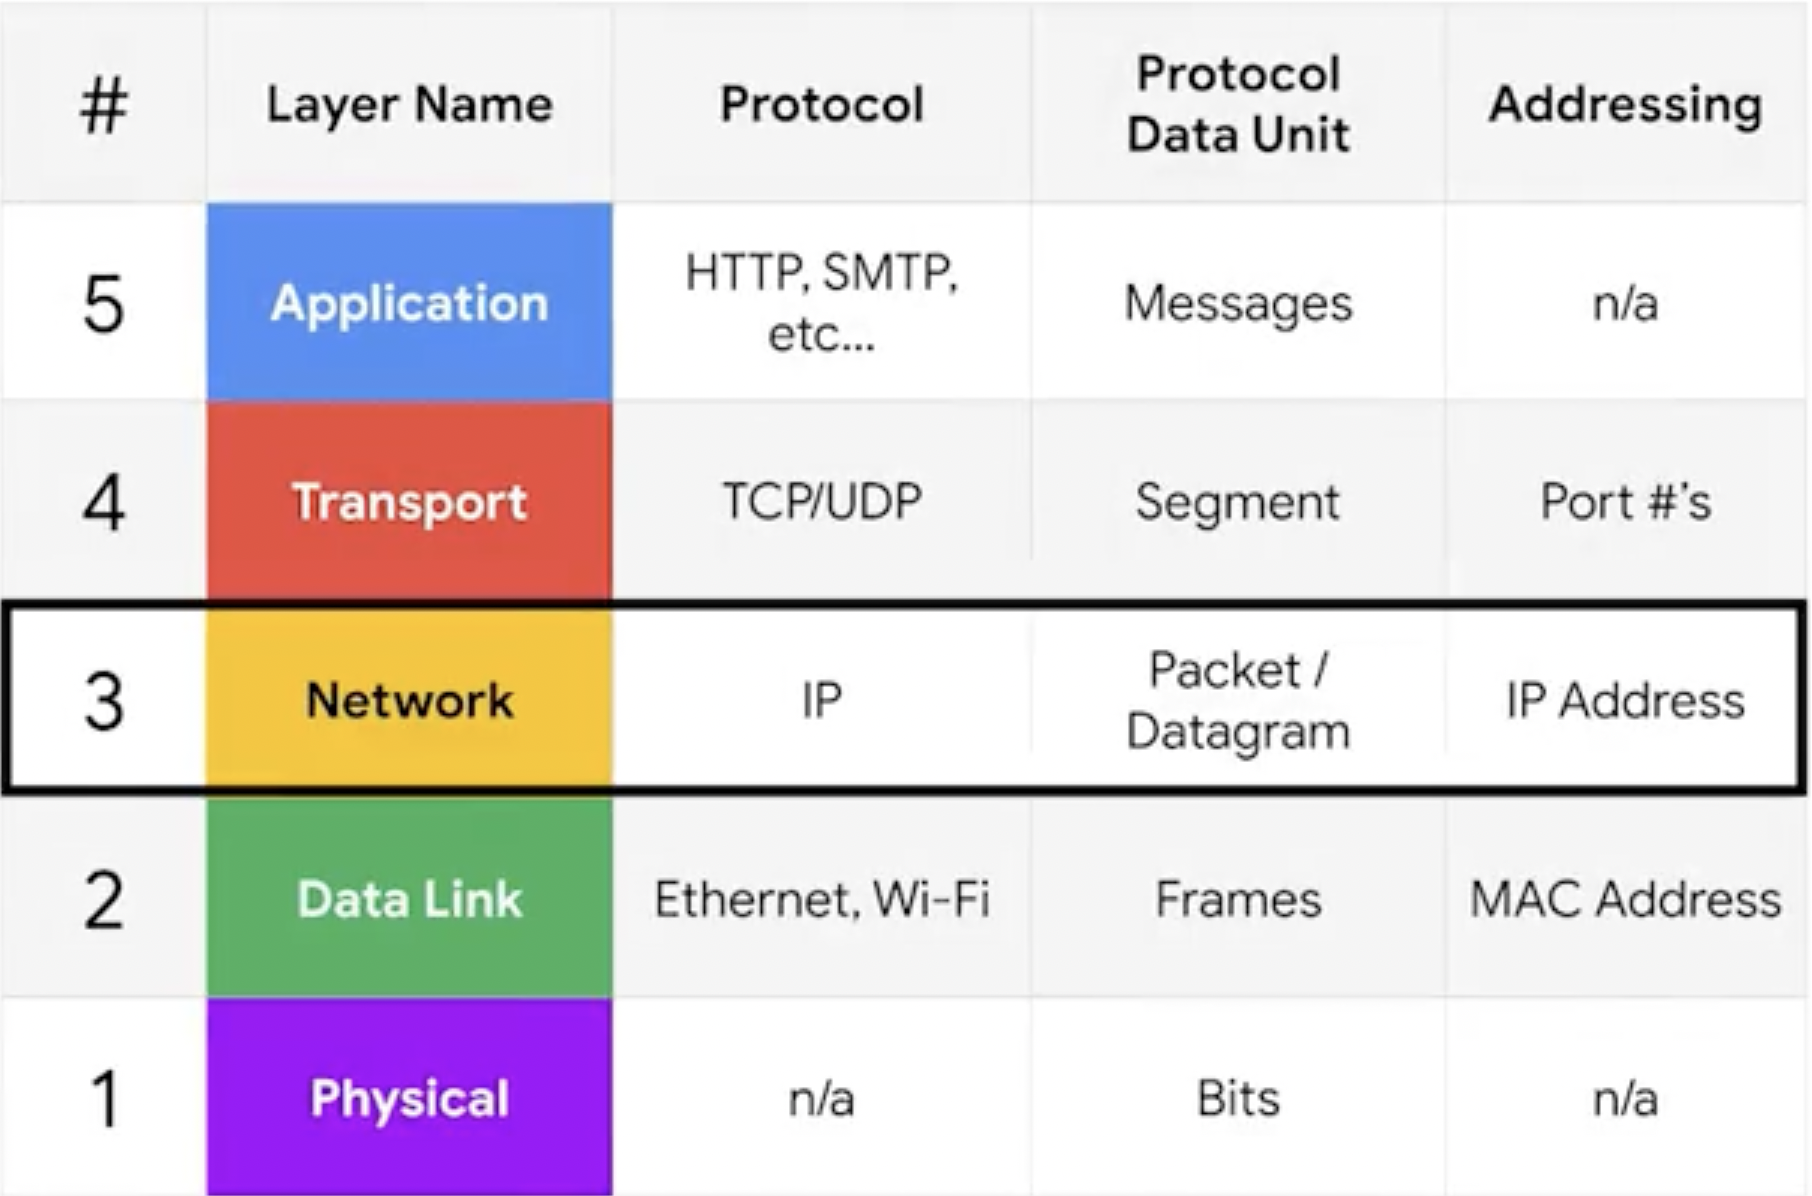 # Layer Name Protocol Protocol Data Unit Addressing
5 Application HTTP, SMTP, etc... Messages n/a
4 Transport TCP/UDP Segment Port #’s
3 Network IP Packet / Datagram IP Address
2 Data Link Ethernet, Wi-Fi Frames MAC Address
1 Physical n/a Bits n/a